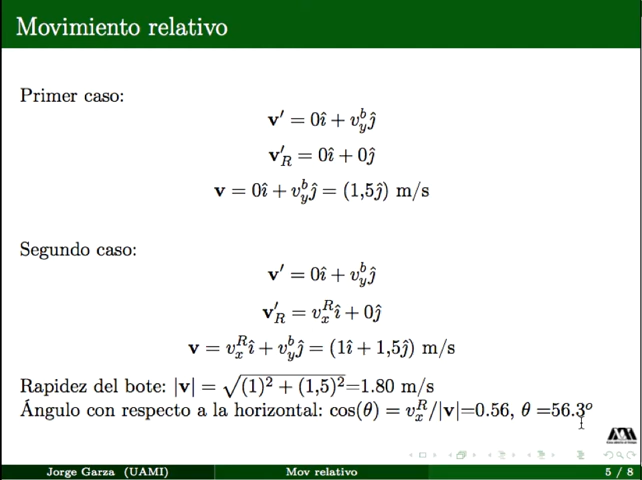 Movimiento relativo
Primer caso:
v′ = 0î + v_y^b ĵ
v′_R = 0î + 0ĵ
v = 0î + v_y^b ĵ = (1,5ĵ) m/s
Segundo caso:
v′ = 0î + v_y^b ĵ
v′_R = v_x^R î + 0ĵ
v = v_x^R î + v_y^b ĵ = (1î + 1,5ĵ) m/s
Rapidez del bote: |v| = √(1)² + (1,5)²=1.80 m/s
Ángulo con respecto a la horizontal: cos(θ) = v_x^R/|v|=0.56, θ =56.3º
Jorge Garza (UAMI) Mov relativo 5 / 8